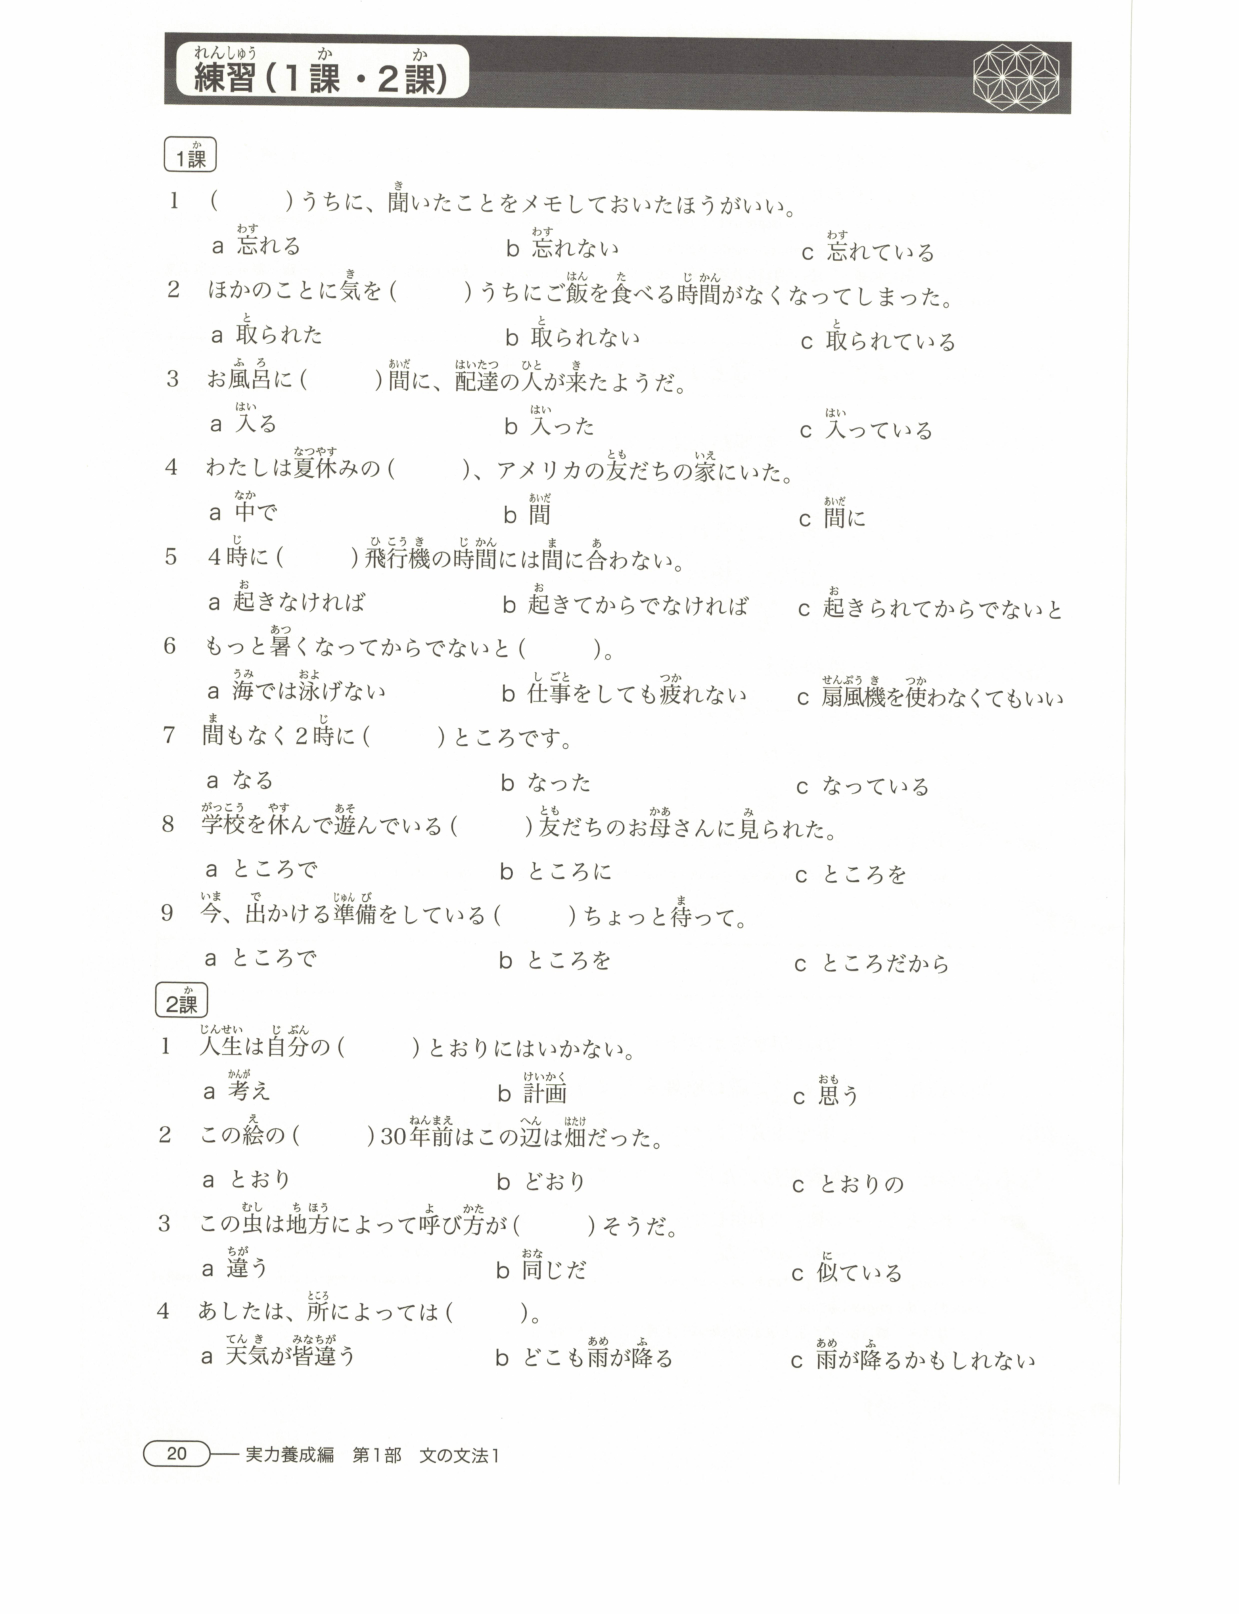 練習(1課・2課)
1課
1 (　　)うちに、聞いたことをメモしておいたほうがいい。
a 忘れる　b 忘れない　c 忘れている
2 ほかのことに気を(　　)うちにご飯を食べる時間がなくなってしまった。
a 取られた　b 取られない　c 取られている
3 お風呂に(　　)間に、配達の人が来たようだ。
a 入る　b 入った　c 入っている
4 わたしは夏休みの(　　)、アメリカの友だちの家にいた。
a 中で　b 間　c 間に
5 4時に(　　)飛行機の時間には間に合わない。
a 起きなければ　b 起きてからでなければ　c 起きられてからでないと
6 もっと暑くなってからでないと(　　)。
a 海では泳げない　b 仕事をしても疲れない　c 扇風機を使わなくてもいい
7 間もなく2時に(　　)ところです。
a なる　b なった　c なっている
8 学校を休んで遊んでいる(　　)友だちのお母さんに見られた。
a ところで　b ところに　c ところを
9 今、出かける準備をしている(　　)ちょっと待って。
a ところで　b ところを　c ところだから
2課
1 人生は自分の(　　)とおりにはいかない。
a 考え　b 計画　c 思う
2 この絵の(　　)30年前はこの辺は畑だった。
a とおり　b どおり　c とおりの
3 この虫は地方によって呼び方が(　　)そうだ。
a 違う　b 同じだ　c 似ている
4 あしたは、所によっては(　　)。
a 天気が皆違う　b どこも雨が降る　c 雨が降るかもしれない
20 実力養成編　第1部　文の文法1